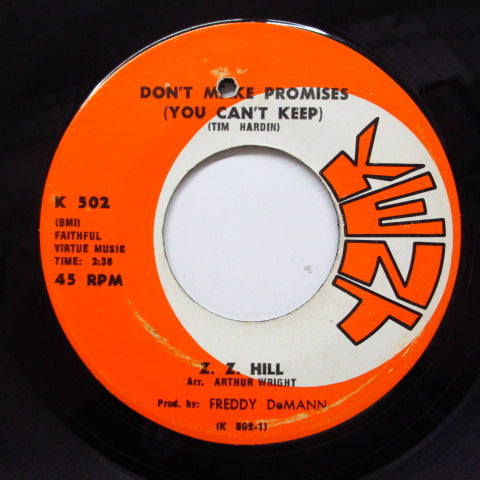 DON'T MAKE PROMISES
(YOU CAN'T KEEP)
(TIM HARDIN)
KENT
K 502
(BMI)
FAITHFUL
VIRTUE MUSIC
TIME: 2:38
45 RPM
Z. Z. HILL
Arr. ARTHUR WRIGHT
Prod. by: FREDDY DeMANN
(K 502-1)